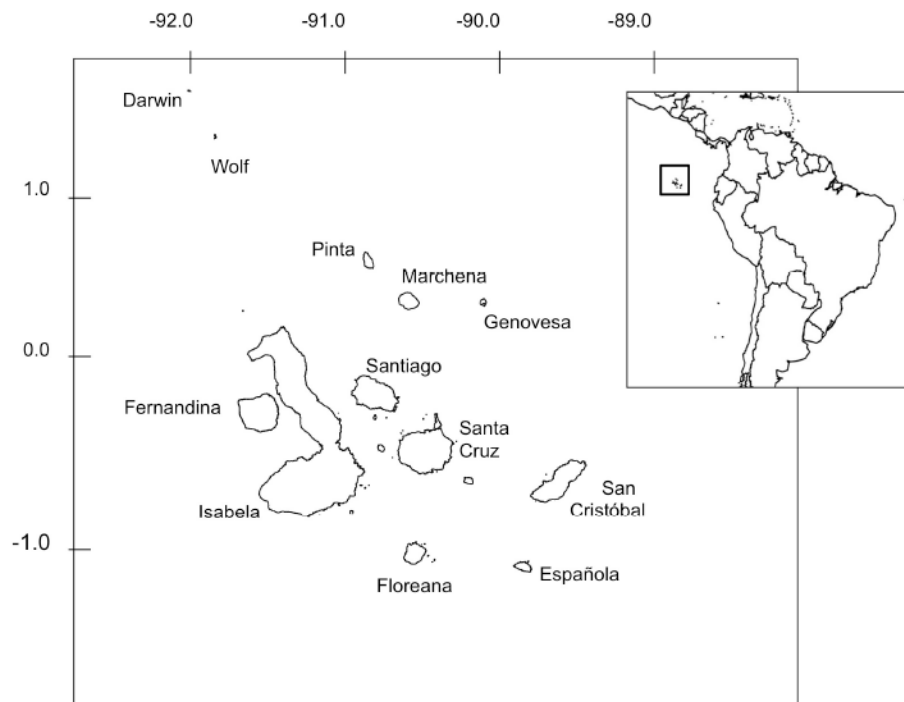 -92.0 -91.0 -90.0 -89.0
Darwin
Wolf
1.0
Pinta
Marchena
Genovesa
0.0
Santiago
Fernandina
Santa
Cruz
San
Cristóbal
Isabela
-1.0
Floreana
Española